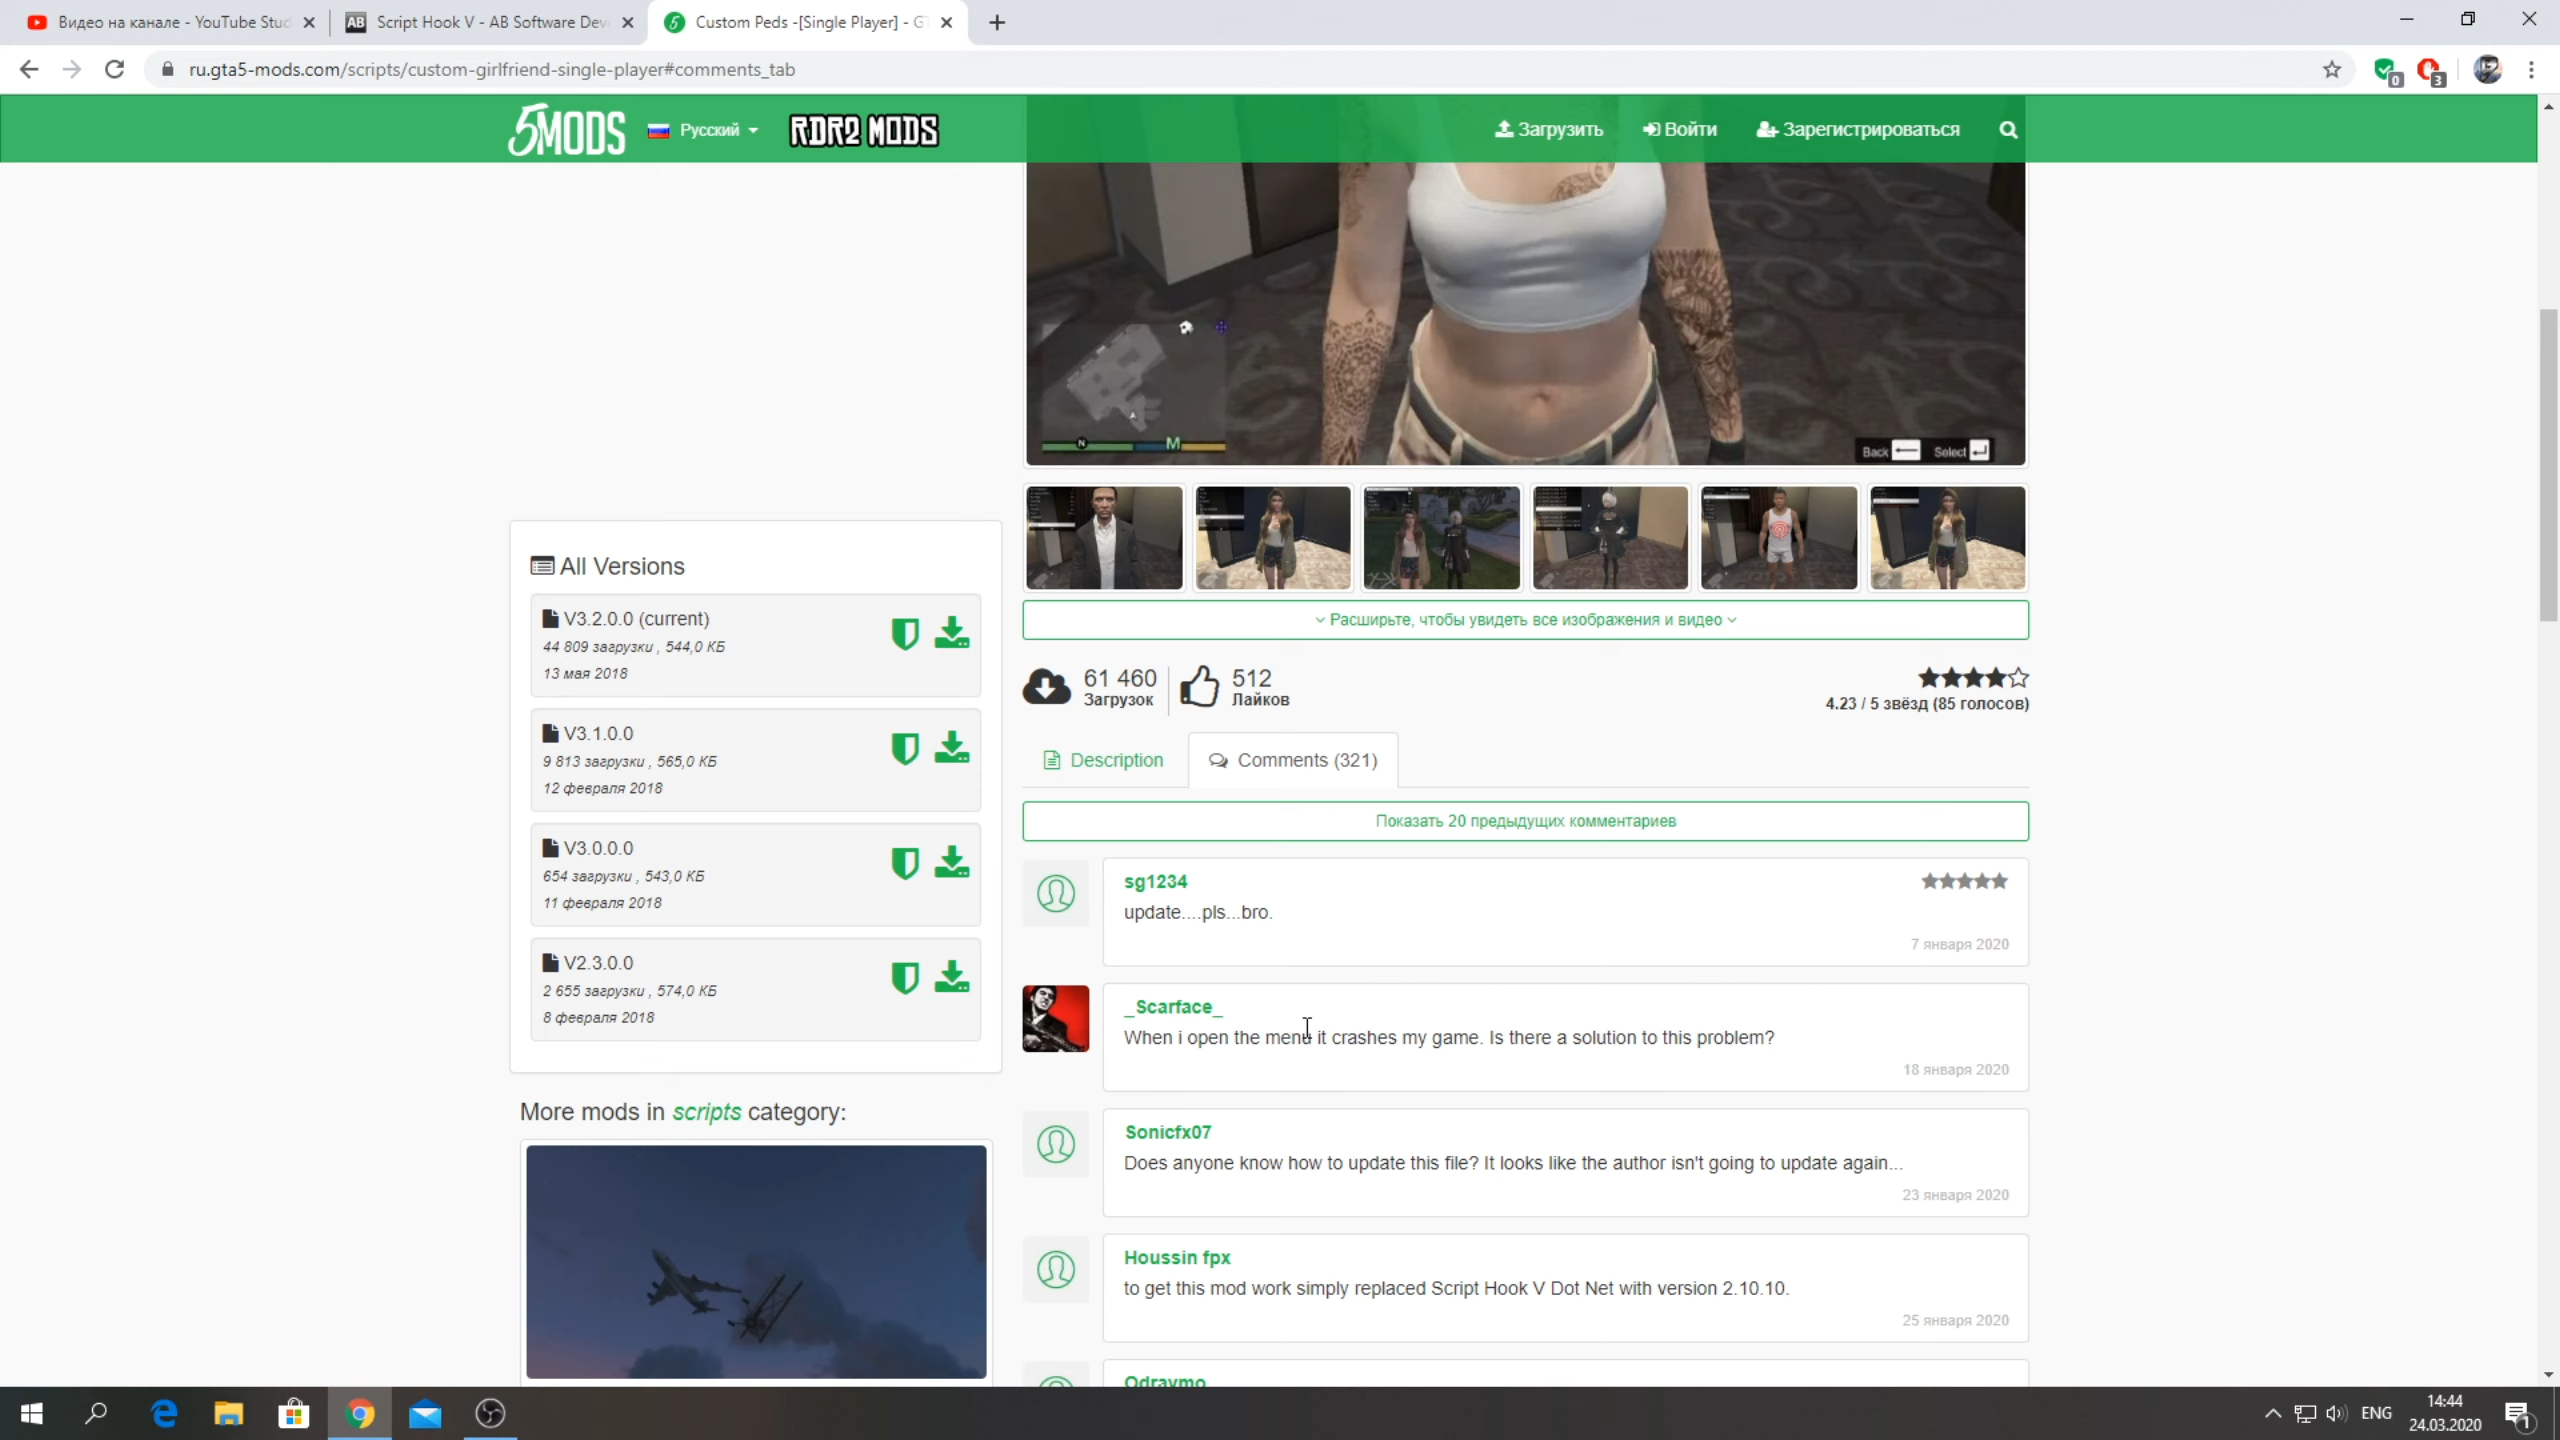 Видео на канале - YouTube Stud
AB Script Hook V - AB Software Deve
5 Custom Peds -[Single Player] - GT
ru.gta5-mods.com/scripts/custom-girlfriend-single-player#comments_tab
0
3
5MODS
Русский
RDR2 MODS
Загрузить
Войти
Зарегистрироваться
N
M
Back
Select
Расширьте, чтобы увидеть все изображения и видео
61 460
Загрузок
512
Лайков
4.23 / 5 звёзд (85 голосов)
All Versions
V3.2.0.0 (current)
44 809 загрузки , 544,0 КБ
13 мая 2018
V3.1.0.0
9 813 загрузки , 565,0 КБ
12 февраля 2018
V3.0.0.0
654 загрузки , 543,0 КБ
11 февраля 2018
V2.3.0.0
2 655 загрузки , 574,0 КБ
8 февраля 2018
More mods in scripts category:
Description
Comments (321)
Показать 20 предыдущих комментариев
sg1234
update....pls...bro.
7 января 2020
_Scarface_
When i open the menu it crashes my game. Is there a solution to this problem?
18 января 2020
Sonicfx07
Does anyone know how to update this file? It looks like the author isn't going to update again...
23 января 2020
Houssin fpx
to get this mod work simply replaced Script Hook V Dot Net with version 2.10.10.
25 января 2020
Odravmo
ENG
14:44
24.03.2020
1